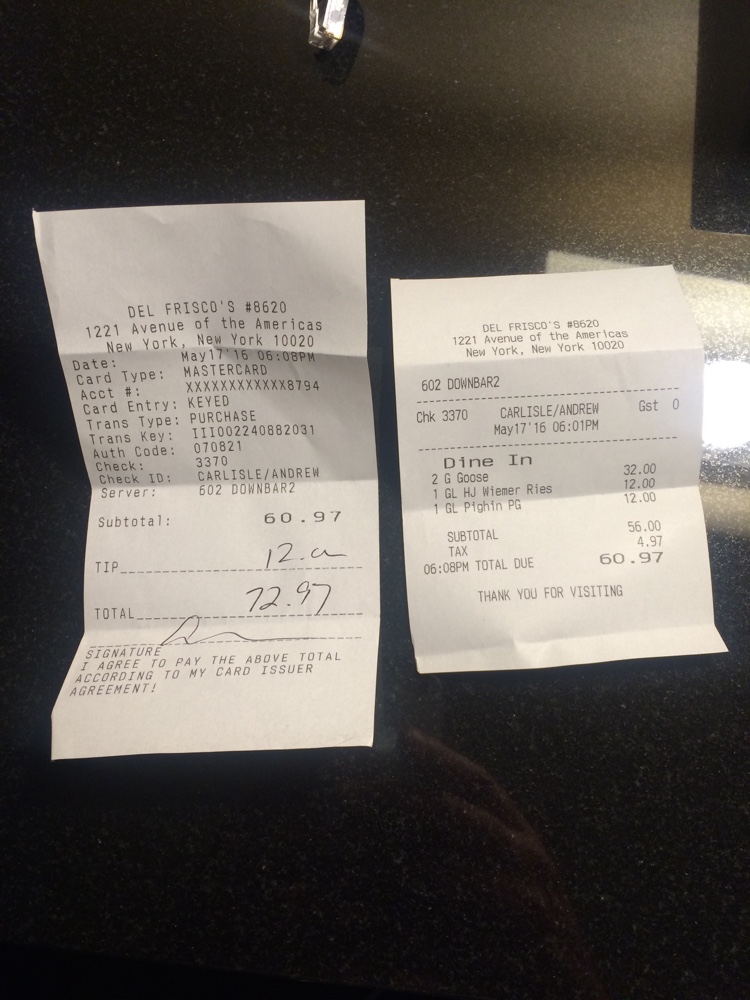 DEL FRISCO'S #8620
1221 Avenue of the Americas
New York, New York 10020
Date: May17'16 06:08PM
Card Type: MASTERCARD
Acct #: XXXXXXXXXXXX8794
Card Entry: KEYED
Trans Type: PURCHASE
Trans Key: III002240882031
Auth Code: 070821
Check: 3370
Check ID: CARLISLE/ANDREW
Server: 602 DOWNBAR2
Subtotal: 60.97
TIP 12.
TOTAL 72.97
SIGNATURE
I AGREE TO PAY THE ABOVE TOTAL
ACCORDING TO MY CARD ISSUER
AGREEMENT!
DEL FRISCO'S #8620
1221 Avenue of the Americas
New York, New York 10020
602 DOWNBAR2
Chk 3370 CARLISLE/ANDREW Gst 0
May17'16 06:01PM
Dine In
2 G Goose 32.00
1 GL HJ Wiemer Ries 12.00
1 GL Pighin PG 12.00
SUBTOTAL 56.00
TAX 4.97
06:08PM TOTAL DUE 60.97
THANK YOU FOR VISITING